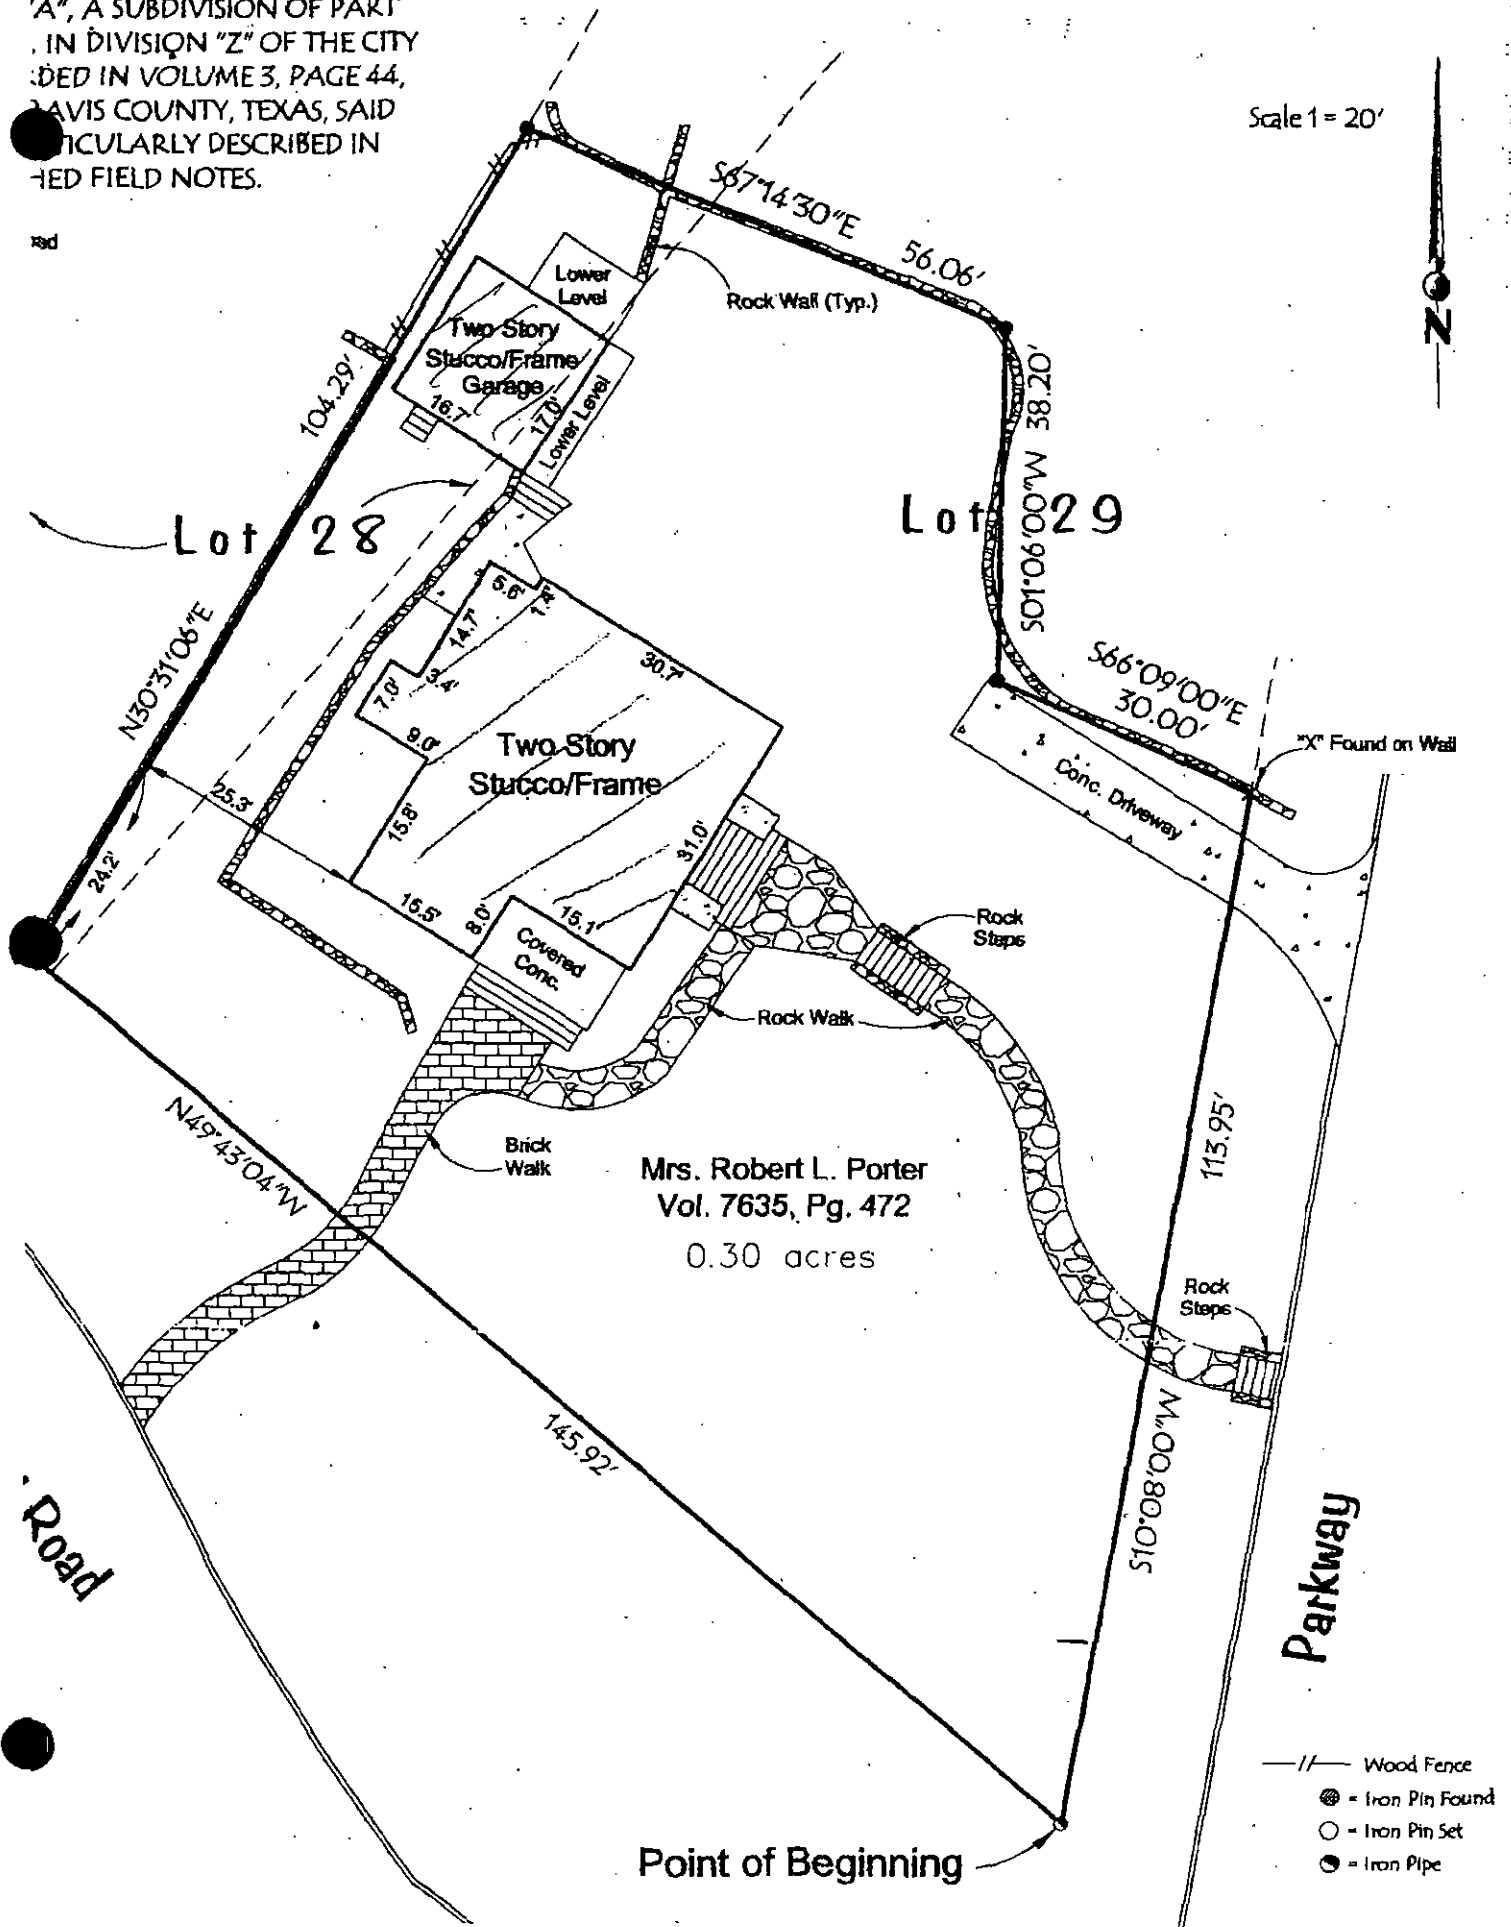 "A", A SUBDIVISION OF PART
. IN DIVISION "Z" OF THE CITY
DED IN VOLUME 3, PAGE 44,
AVIS COUNTY, TEXAS, SAID
TICULARLY DESCRIBED IN
HED FIELD NOTES.
Scale 1 = 20'
N
S67°14'30"E
56.06'
Lower
Level
Rock Wall (Typ.)
Two Story
Stucco/Frame
Garage
16.7'
17.0'
Lower Level
104.29'
38.20'
S01°06'00"W
Lot 28
Lot 29
N30°31'06"E
5.6'
1.4'
14.7'
3.4'
7.0'
9.0'
30.7'
S66°09'00"E
30.00'
"X" Found on Wall
Two Story
Stucco/Frame
Conc. Driveway
25.3'
15.8'
31.0'
24.2'
16.5'
8.0'
15.1'
Covered
Conc.
Rock
Steps
Rock Walk
N49°43'04"W
Brick
Walk
113.95'
Mrs. Robert L. Porter
Vol. 7635, Pg. 472
0.30 acres
Rock
Steps
145.92'
S10°08'00"W
Road
Parkway
Wood Fence
= Iron Pin Found
= Iron Pin Set
= Iron Pipe
Point of Beginning